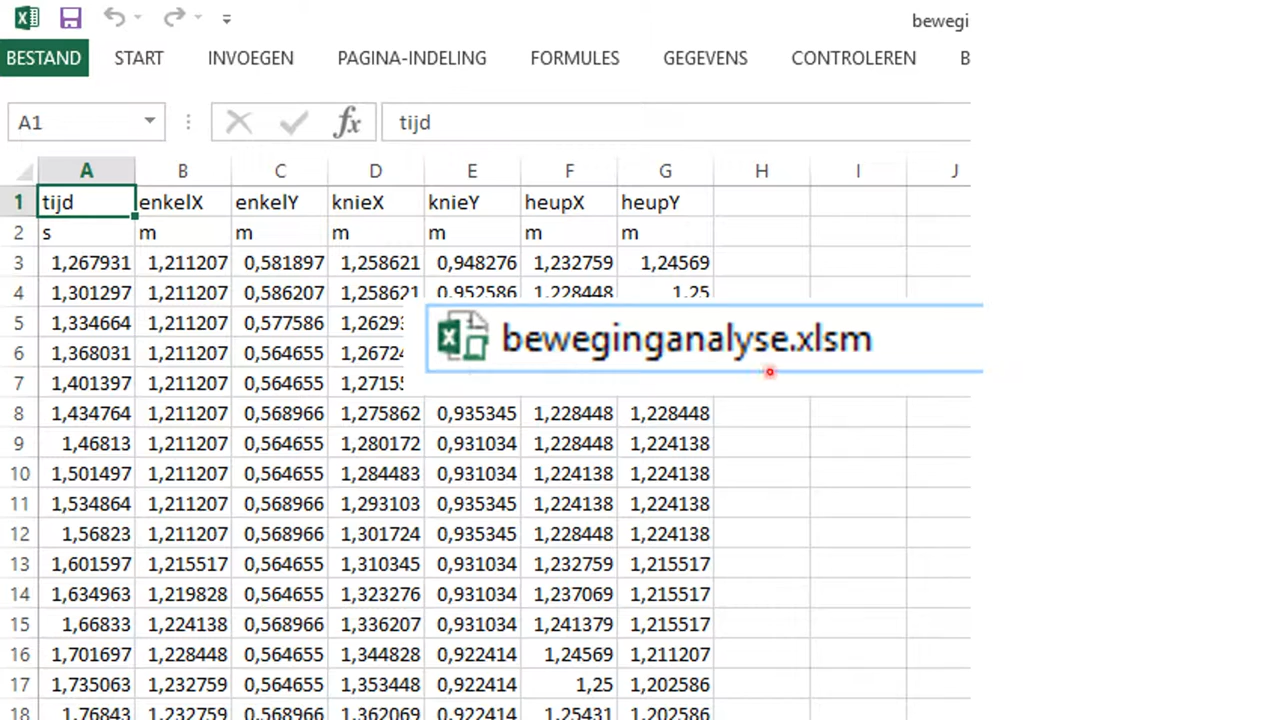 bewegi
BESTAND START INVOEGEN PAGINA-INDELING FORMULES GEGEVENS CONTROLEREN B
A1 fx tijd
A B C D E F G H I J
1 tijd enkelX enkelY knieX knieY heupX heupY
2 s m m m m m m
3 1,267931 1,211207 0,581897 1,258621 0,948276 1,232759 1,24569
4 1,301297 1,211207 0,586207 1,258621 0,952586 1,228448 1,25
5 1,334664 1,211207 0,577586 1,2629
6 1,368031 1,211207 0,564655 1,26724
7 1,401397 1,211207 0,564655 1,27155
beweginganalyse.xlsm
8 1,434764 1,211207 0,568966 1,275862 0,935345 1,228448 1,228448
9 1,46813 1,211207 0,564655 1,280172 0,931034 1,228448 1,224138
10 1,501497 1,211207 0,564655 1,284483 0,931034 1,224138 1,224138
11 1,534864 1,211207 0,568966 1,293103 0,935345 1,224138 1,224138
12 1,56823 1,211207 0,568966 1,301724 0,935345 1,228448 1,224138
13 1,601597 1,215517 0,564655 1,310345 0,931034 1,232759 1,215517
14 1,634963 1,219828 0,564655 1,323276 0,931034 1,237069 1,215517
15 1,66833 1,224138 0,568966 1,336207 0,931034 1,241379 1,215517
16 1,701697 1,228448 0,564655 1,344828 0,922414 1,24569 1,211207
17 1,735063 1,232759 0,564655 1,353448 0,922414 1,25 1,202586
18 1,76843 1,232759 0,568966 1,362069 0,922414 1,25431 1,202586